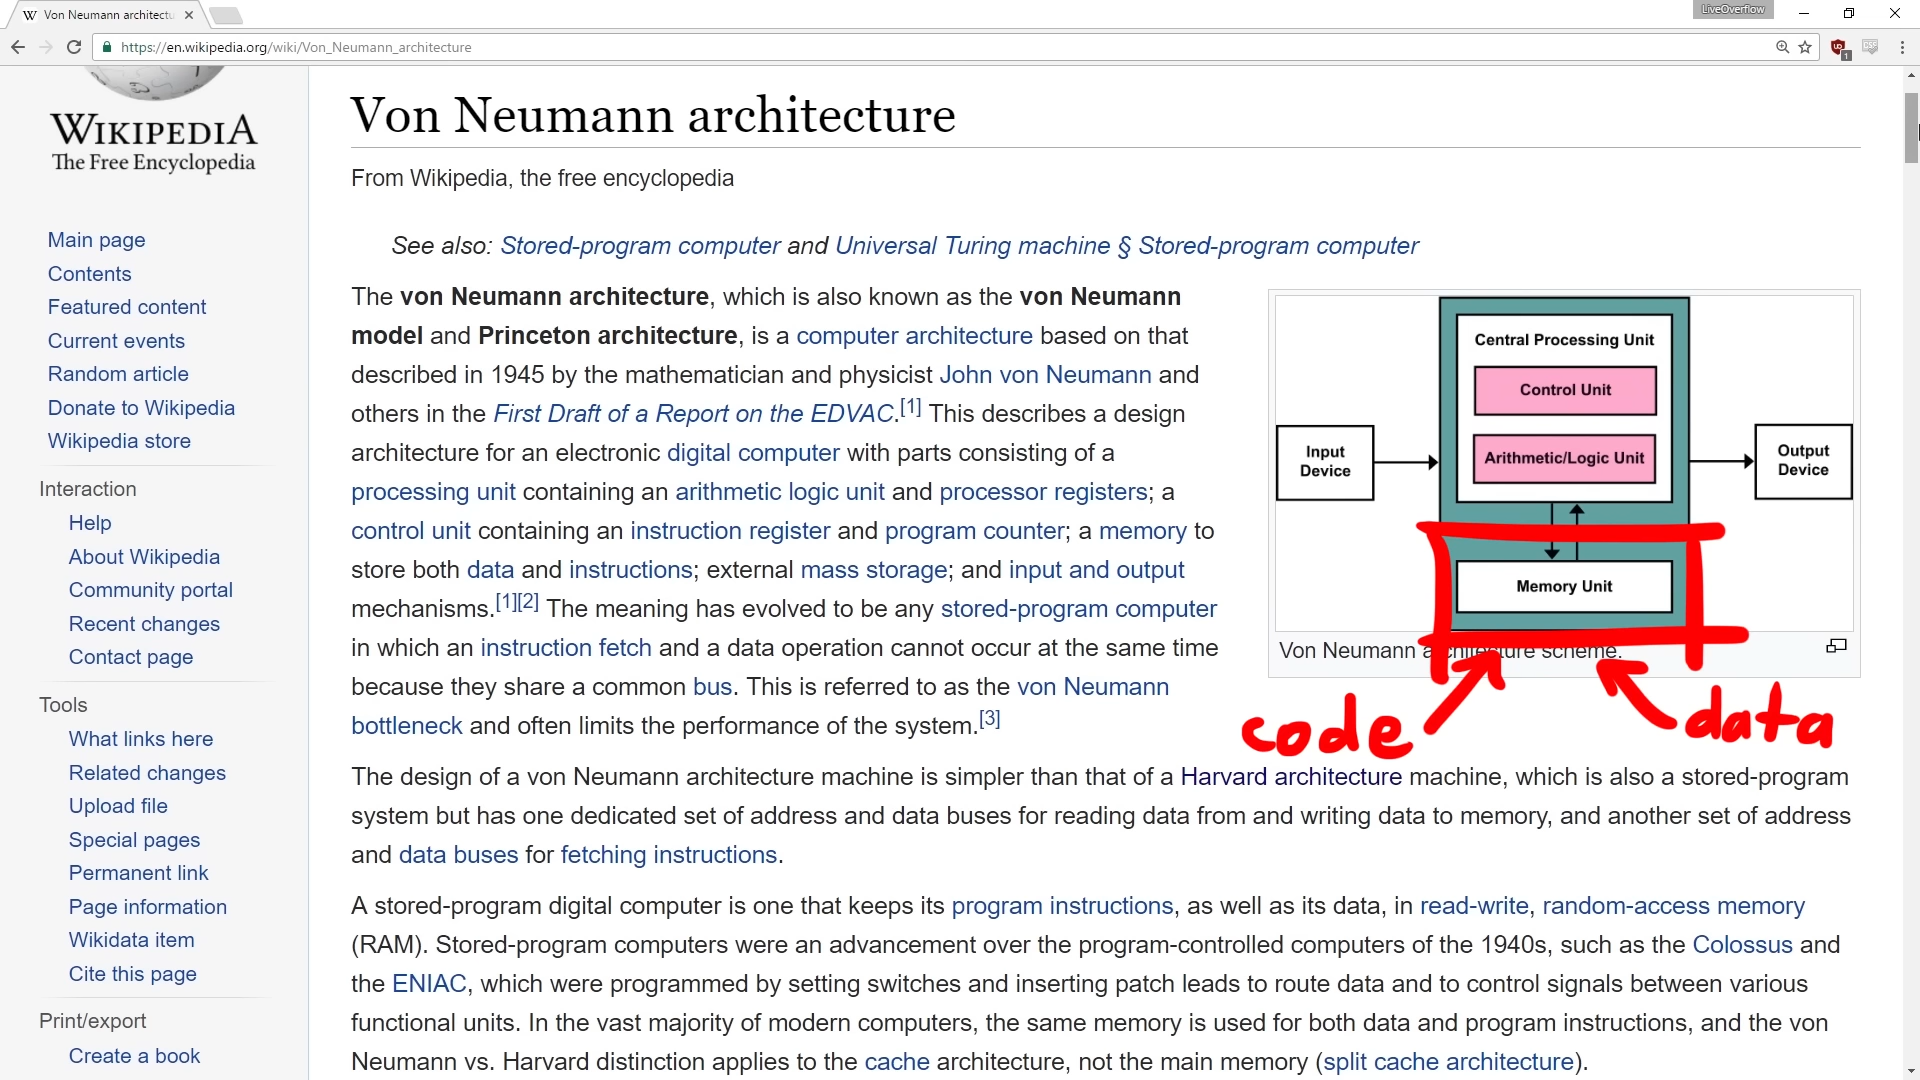 Von Neumann architectu
LiveOverflow
https://en.wikipedia.org/wiki/Von_Neumann_architecture
WIKIPEDIA
The Free Encyclopedia
Main page
Contents
Featured content
Current events
Random article
Donate to Wikipedia
Wikipedia store
Interaction
Help
About Wikipedia
Community portal
Recent changes
Contact page
Tools
What links here
Related changes
Upload file
Special pages
Permanent link
Page information
Wikidata item
Cite this page
Print/export
Create a book
Von Neumann architecture
From Wikipedia, the free encyclopedia
See also: Stored-program computer and Universal Turing machine § Stored-program computer
The von Neumann architecture, which is also known as the von Neumann
model and Princeton architecture, is a computer architecture based on that
described in 1945 by the mathematician and physicist John von Neumann and
others in the First Draft of a Report on the EDVAC.[1] This describes a design
architecture for an electronic digital computer with parts consisting of a
processing unit containing an arithmetic logic unit and processor registers; a
control unit containing an instruction register and program counter; a memory to
store both data and instructions; external mass storage; and input and output
mechanisms.[1][2] The meaning has evolved to be any stored-program computer
in which an instruction fetch and a data operation cannot occur at the same time
because they share a common bus. This is referred to as the von Neumann
bottleneck and often limits the performance of the system.[3]
Central Processing Unit
Control Unit
Arithmetic/Logic Unit
Input
Device
Output
Device
Memory Unit
Von Neumann architecture scheme.
code
data
The design of a von Neumann architecture machine is simpler than that of a Harvard architecture machine, which is also a stored-program
system but has one dedicated set of address and data buses for reading data from and writing data to memory, and another set of address
and data buses for fetching instructions.
A stored-program digital computer is one that keeps its program instructions, as well as its data, in read-write, random-access memory
(RAM). Stored-program computers were an advancement over the program-controlled computers of the 1940s, such as the Colossus and
the ENIAC, which were programmed by setting switches and inserting patch leads to route data and to control signals between various
functional units. In the vast majority of modern computers, the same memory is used for both data and program instructions, and the von
Neumann vs. Harvard distinction applies to the cache architecture, not the main memory (split cache architecture).